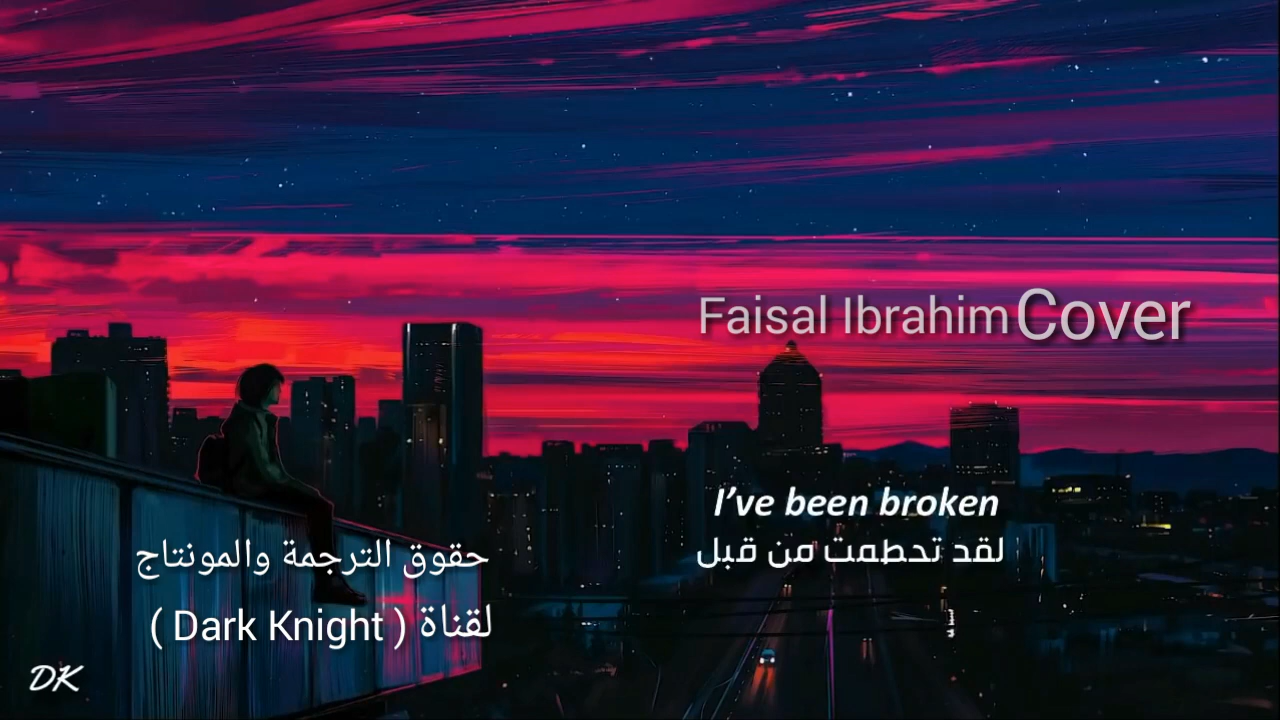 Faisal Ibrahim Cover
I've been broken
لقد تحطمت من قبل
حقوق الترجمة والمونتاج
لقناة ( Dark Knight )
DK